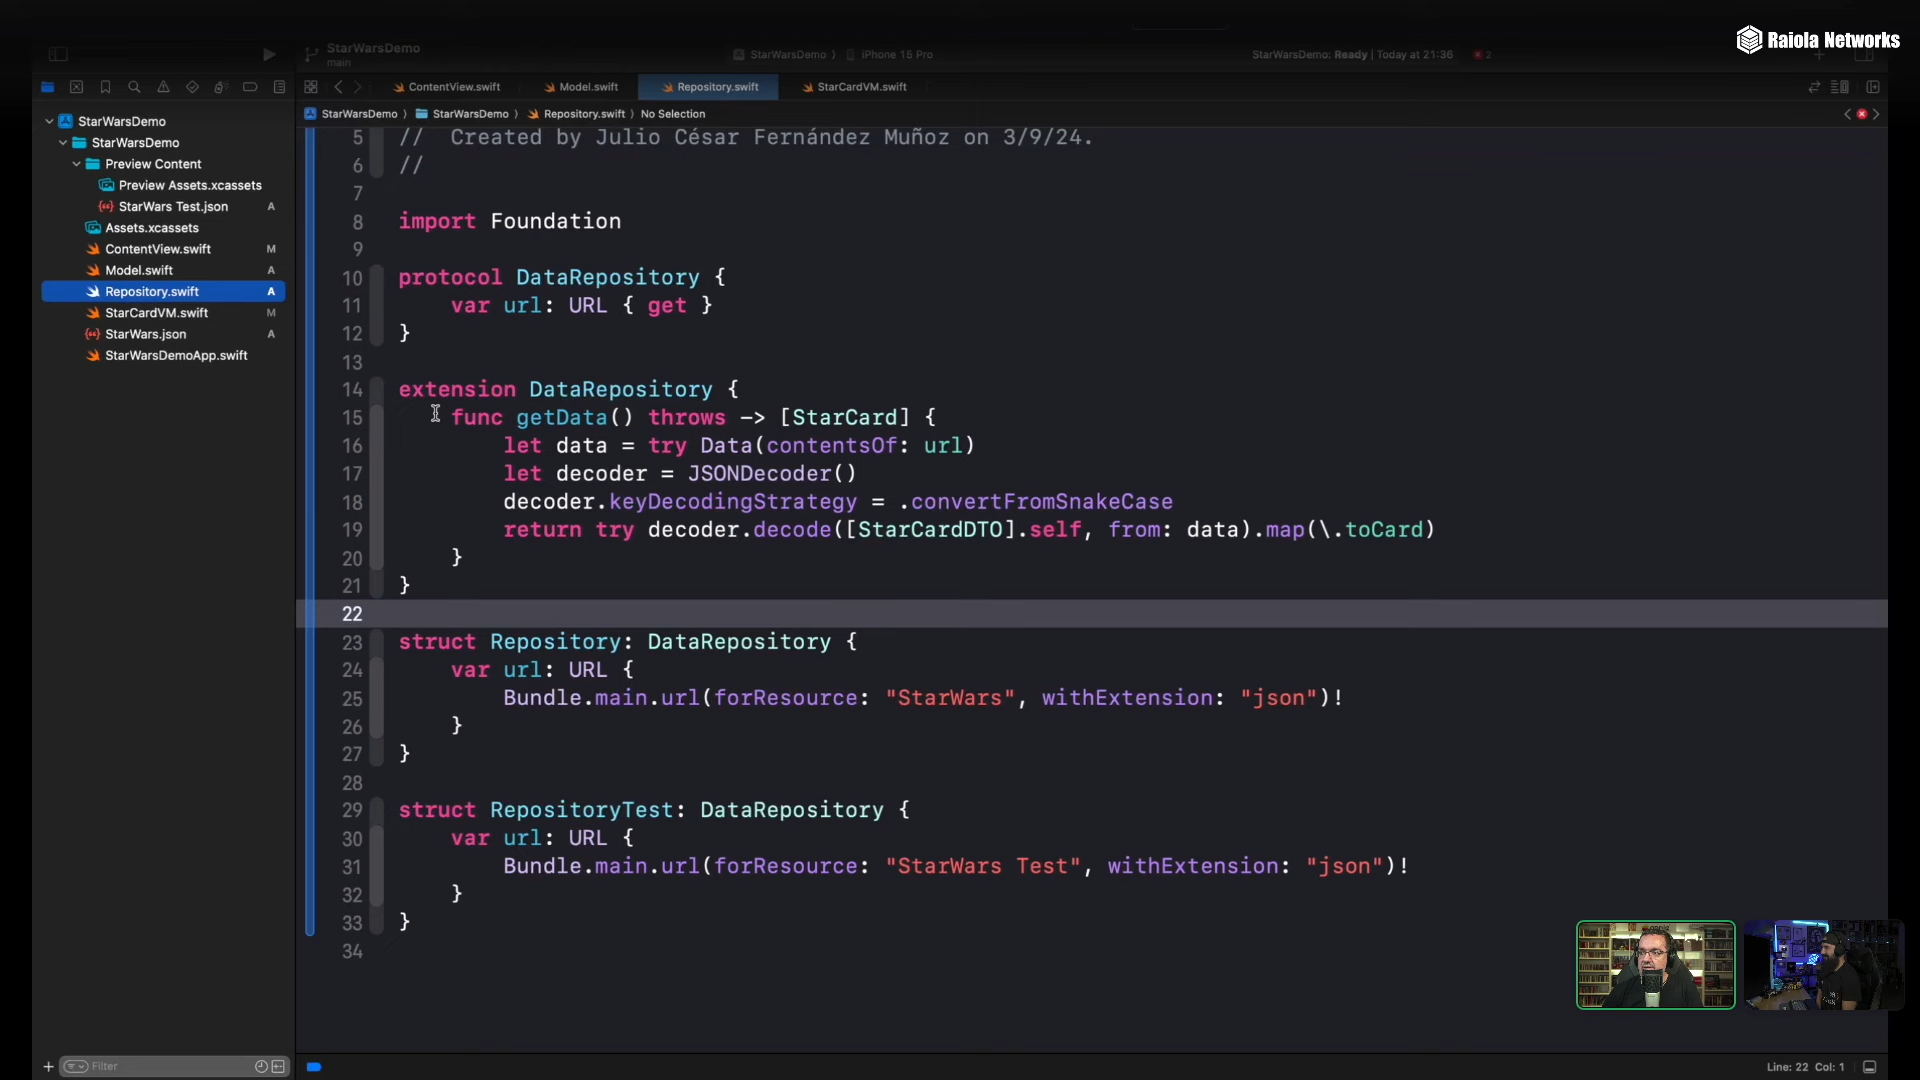 Raiola Networks
StarWarsDemo
main
StarWarsDemo
iPhone 15 Pro
StarWarsDemo: Ready | Today at 21:36
2
ContentView.swift
Model.swift
Repository.swift
StarCardVM.swift
StarWarsDemo
StarWarsDemo
Repository.swift
No Selection
StarWarsDemo
StarWarsDemo
Preview Content
Preview Assets.xcassets
StarWars Test.json A
Assets.xcassets
ContentView.swift M
Model.swift A
Repository.swift A
StarCardVM.swift M
StarWars.json A
StarWarsDemoApp.swift
5 // Created by Julio César Fernández Muñoz on 3/9/24.
6 //
7
8 import Foundation
9
10 protocol DataRepository {
11 var url: URL { get }
12 }
13
14 extension DataRepository {
15 func getData() throws -> [StarCard] {
16 let data = try Data(contentsOf: url)
17 let decoder = JSONDecoder()
18 decoder.keyDecodingStrategy = .convertFromSnakeCase
19 return try decoder.decode([StarCardDTO].self, from: data).map(\.toCard)
20 }
21 }
22
23 struct Repository: DataRepository {
24 var url: URL {
25 Bundle.main.url(forResource: "StarWars", withExtension: "json")!
26 }
27 }
28
29 struct RepositoryTest: DataRepository {
30 var url: URL {
31 Bundle.main.url(forResource: "StarWars Test", withExtension: "json")!
32 }
33 }
34
Filter
Line: 22 Col: 1